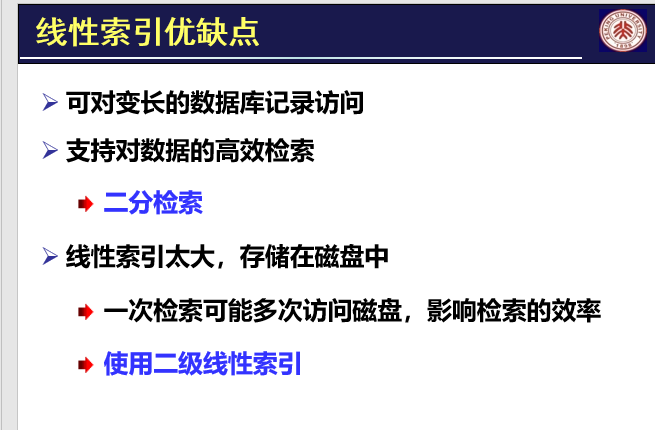 线性索引优缺点
可对变长的数据库记录访问
支持对数据的高效检索
二分检索
线性索引太大，存储在磁盘中
一次检索可能多次访问磁盘，影响检索的效率
使用二级线性索引